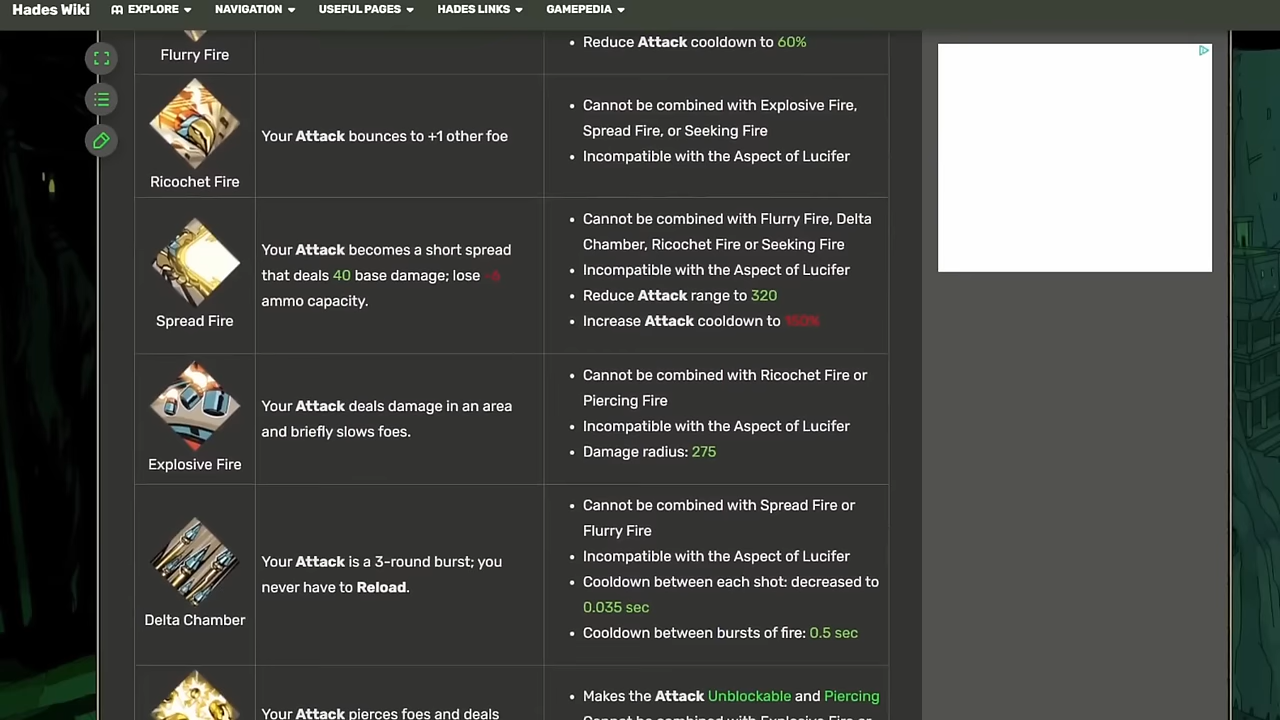 Hades Wiki
EXPLORE
NAVIGATION
USEFUL PAGES
HADES LINKS
GAMEPEDIA
Flurry Fire
Reduce Attack cooldown to 60%
Ricochet Fire
Your Attack bounces to +1 other foe
Cannot be combined with Explosive Fire,
Spread Fire, or Seeking Fire
Incompatible with the Aspect of Lucifer
Spread Fire
Your Attack becomes a short spread
that deals 40 base damage; lose
ammo capacity.
Cannot be combined with Flurry Fire, Delta
Chamber, Ricochet Fire or Seeking Fire
Incompatible with the Aspect of Lucifer
Reduce Attack range to 320
Increase Attack cooldown to 150%
Explosive Fire
Your Attack deals damage in an area
and briefly slows foes.
Cannot be combined with Ricochet Fire or
Piercing Fire
Incompatible with the Aspect of Lucifer
Damage radius: 275
Delta Chamber
Your Attack is a 3-round burst; you
never have to Reload.
Cannot be combined with Spread Fire or
Flurry Fire
Incompatible with the Aspect of Lucifer
Cooldown between each shot: decreased to
0.035 sec
Cooldown between bursts of fire: 0.5 sec
Your Attack pierces foes and deals
Makes the Attack Unblockable and Piercing
Cannot be combined with Explosive Fire or